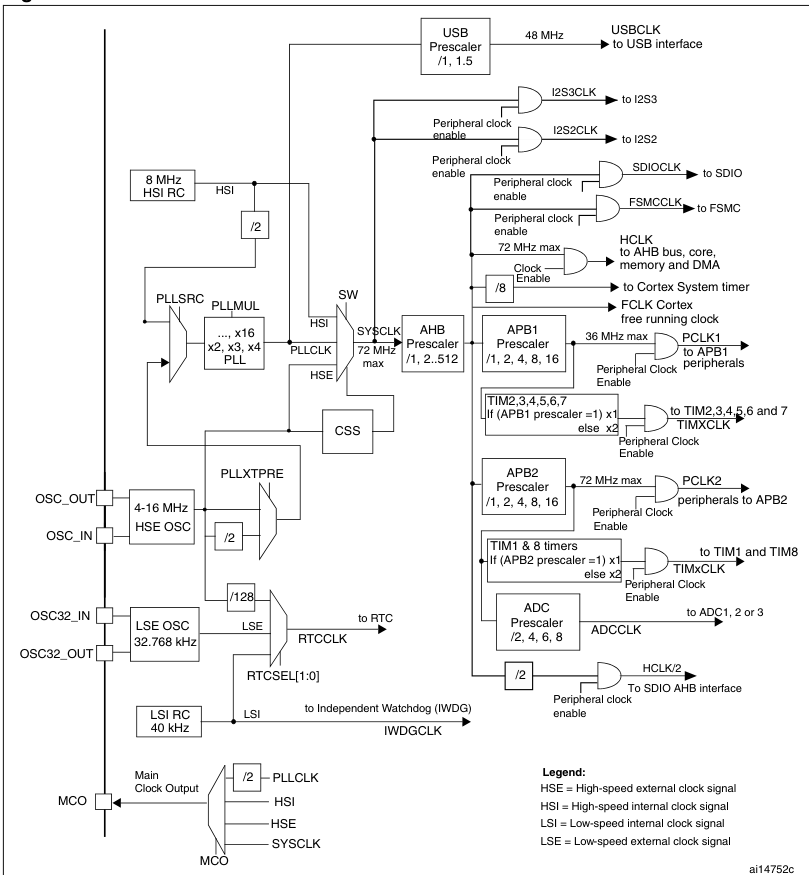 USB
Prescaler
/1, 1.5
48 MHz
USBCLK
to USB interface
I2S3CLK
to I2S3
Peripheral clock
enable
I2S2CLK
to I2S2
Peripheral clock
enable
8 MHz
HSI RC
HSI
/2
SDIOCLK
to SDIO
Peripheral clock
enable
FSMCCLK
to FSMC
Peripheral clock
enable
72 MHz max
HCLK
to AHB bus, core,
memory and DMA
Clock
Enable
/8
to Cortex System timer
FCLK Cortex
free running clock
PLLSRC
PLLMUL
..., x16
x2, x3, x4
PLL
SW
HSI
PLLCLK
HSE
SYSCLK
72 MHz
max
AHB
Prescaler
/1, 2..512
APB1
Prescaler
/1, 2, 4, 8, 16
36 MHz max
PCLK1
to APB1
peripherals
Peripheral Clock
Enable
TIM2,3,4,5,6,7
If (APB1 prescaler =1) x1
else x2
to TIM2,3,4,5,6 and 7
TIMXCLK
Peripheral Clock
Enable
CSS
PLLXTPRE
OSC_OUT
OSC_IN
4-16 MHz
HSE OSC
/2
APB2
Prescaler
/1, 2, 4, 8, 16
72 MHz max
PCLK2
peripherals to APB2
Peripheral Clock
Enable
TIM1 & 8 timers
If (APB2 prescaler =1) x1
else x2
to TIM1 and TIM8
TIMxCLK
Peripheral Clock
Enable
/128
OSC32_IN
OSC32_OUT
LSE OSC
32.768 kHz
LSE
to RTC
RTCCLK
RTCSEL[1:0]
ADC
Prescaler
/2, 4, 6, 8
to ADC1, 2 or 3
ADCCLK
/2
HCLK/2
To SDIO AHB interface
Peripheral clock
enable
LSI RC
40 kHz
LSI
to Independent Watchdog (IWDG)
IWDGCLK
Main
Clock Output
MCO
/2
PLLCLK
HSI
HSE
SYSCLK
MCO
Legend:
HSE = High-speed external clock signal
HSI = High-speed internal clock signal
LSI = Low-speed internal clock signal
LSE = Low-speed external clock signal
ai14752c